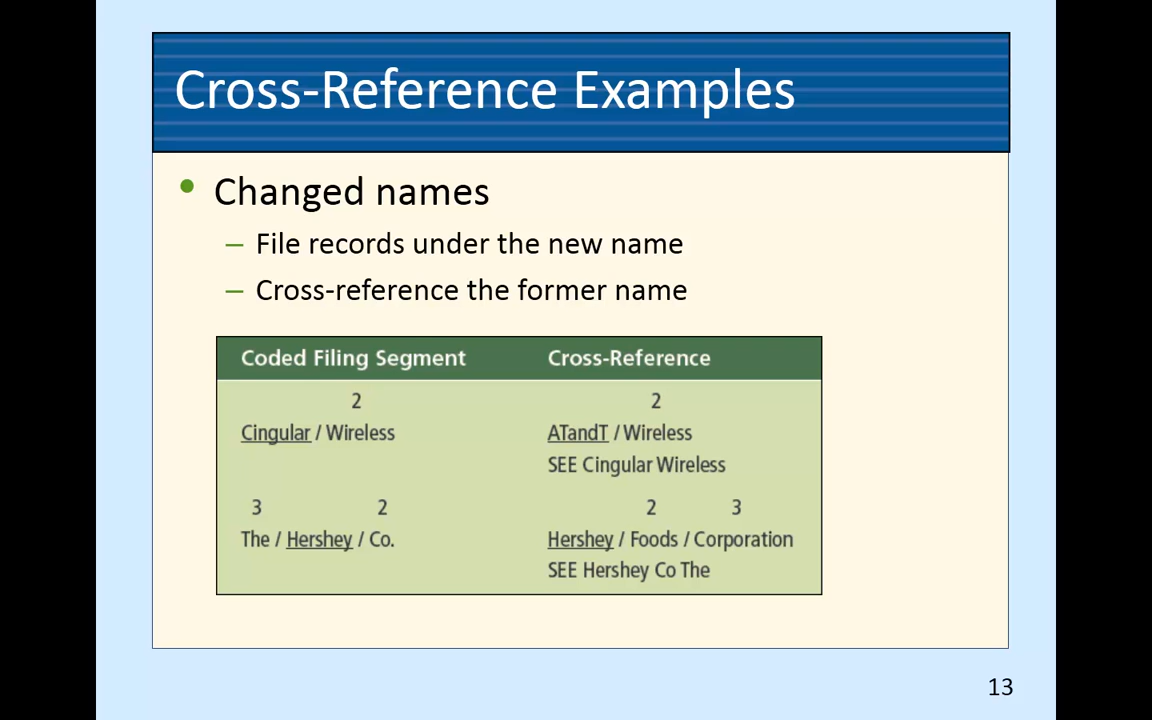 Cross-Reference Examples
• Changed names
– File records under the new name
– Cross-reference the former name
Coded Filing Segment Cross-Reference
2 2
Cingular / Wireless ATandT / Wireless
SEE Cingular Wireless
3 2 2 3
The / Hershey / Co. Hershey / Foods / Corporation
SEE Hershey Co The
13